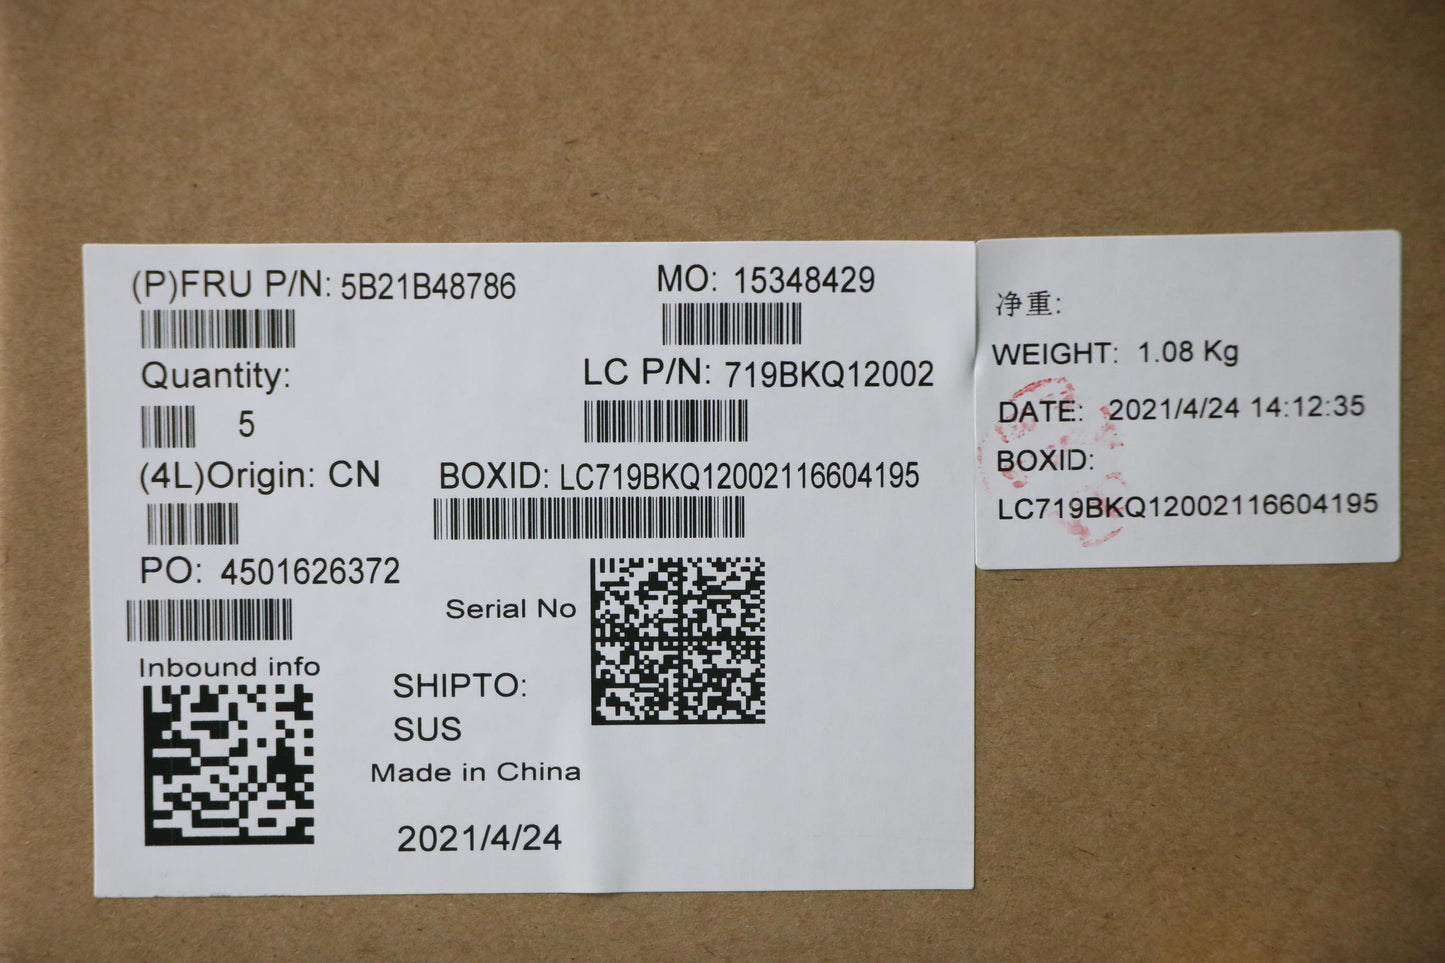 (P)FRU P/N: 5B21B48786
MO: 15348429
Quantity:
5
LC P/N: 719BKQ12002
(4L)Origin: CN
BOXID: LC719BKQ12002116604195
PO: 4501626372
Serial No
Inbound info
SHIPTO:
SUS
Made in China
2021/4/24
净重:
WEIGHT: 1.08 Kg
DATE: 2021/4/24 14:12:35
BOXID:
LC719BKQ12002116604195